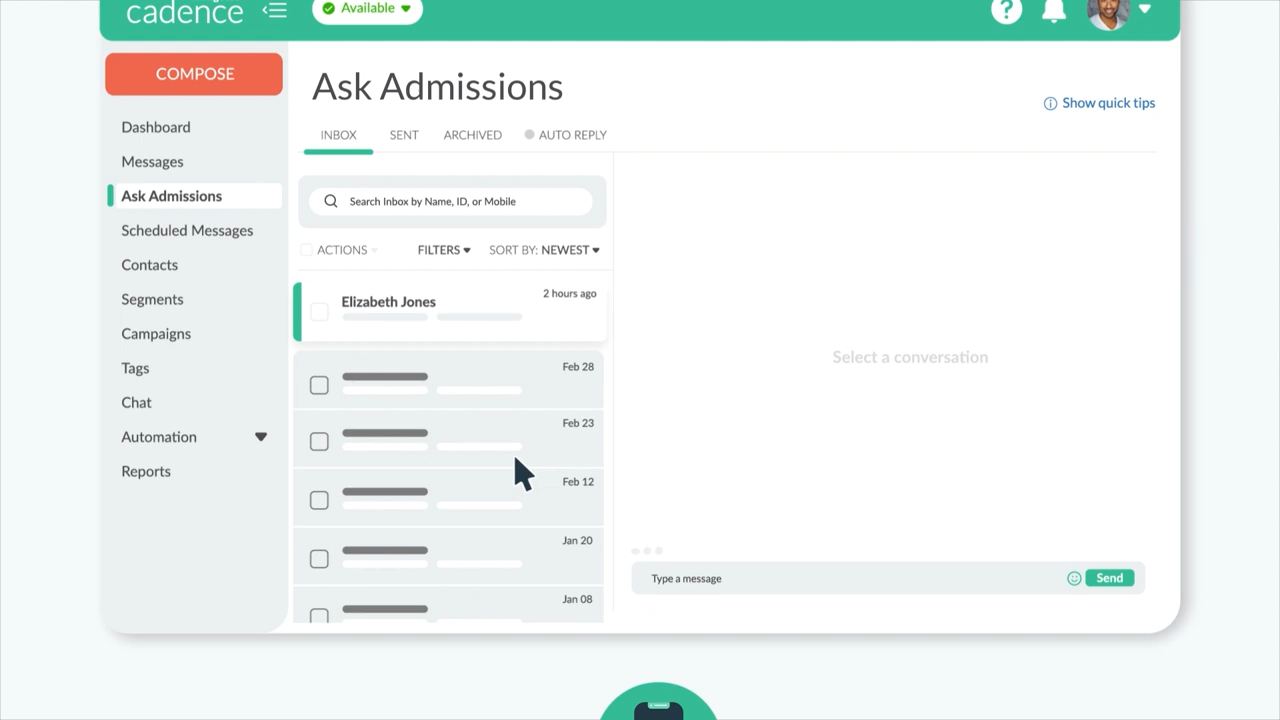 cadence
Available
?
COMPOSE
Ask Admissions
Show quick tips
INBOX SENT ARCHIVED AUTO REPLY
Dashboard
Messages
Ask Admissions
Scheduled Messages
Contacts
Segments
Campaigns
Tags
Chat
Automation
Reports
Search Inbox by Name, ID, or Mobile
ACTIONS FILTERS SORT BY: NEWEST
Elizabeth Jones 2 hours ago
Feb 28
Feb 23
Feb 12
Jan 20
Jan 08
Select a conversation
Type a message Send